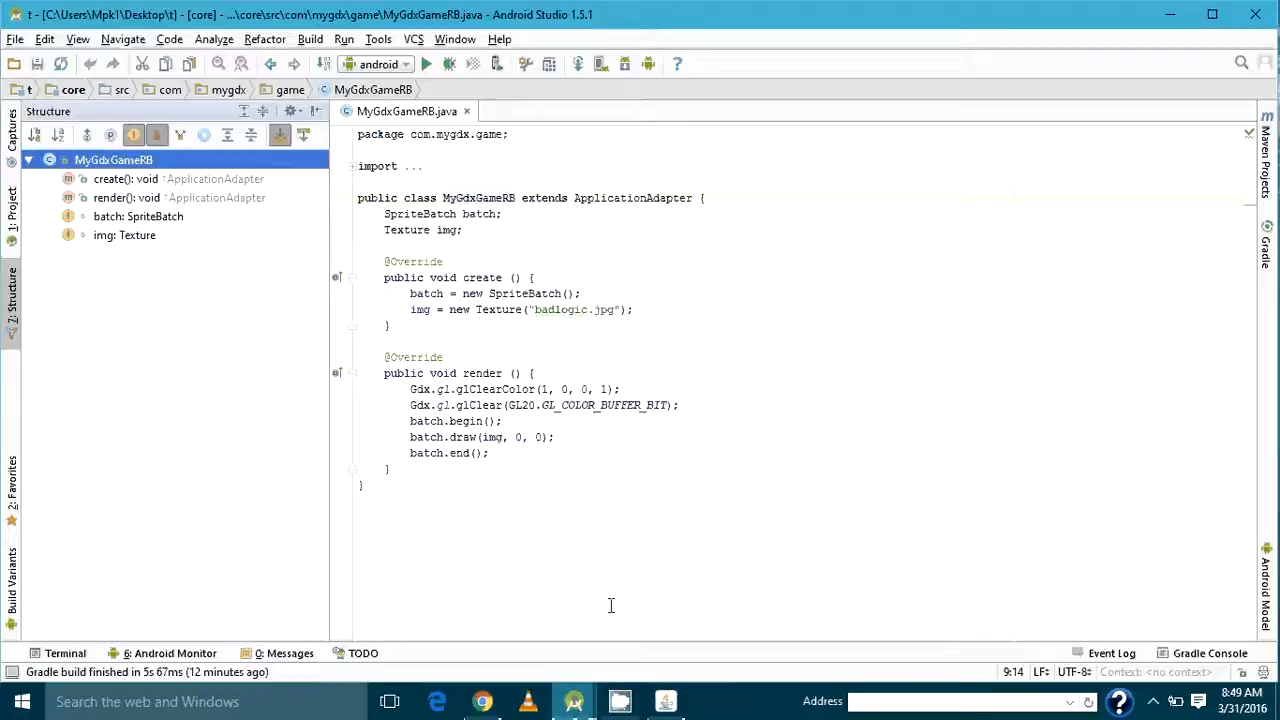 t - [C:\Users\Mpk1\Desktop\t] - [core] - ...\core\src\com\mygdx\game\MyGdxGameRB.java - Android Studio 1.5.1
File Edit View Navigate Code Analyze Refactor Build Run Tools VCS Window Help
android
t core src com mygdx game MyGdxGameRB
Structure
MyGdxGameRB.java
Captures
1: Project
2: Structure
2: Favorites
Build Variants
MyGdxGameRB
create(): void ↑ApplicationAdapter
render(): void ↑ApplicationAdapter
batch: SpriteBatch
img: Texture
package com.mygdx.game;
import ...
public class MyGdxGameRB extends ApplicationAdapter {
SpriteBatch batch;
Texture img;
@Override
public void create () {
batch = new SpriteBatch();
img = new Texture("badlogic.jpg");
}
@Override
public void render () {
Gdx.gl.glClearColor(1, 0, 0, 1);
Gdx.gl.glClear(GL20.GL_COLOR_BUFFER_BIT);
batch.begin();
batch.draw(img, 0, 0);
batch.end();
}
}
Maven Projects
Gradle
Android Model
Terminal 6: Android Monitor 0: Messages TODO Event Log Gradle Console
Gradle build finished in 5s 67ms (12 minutes ago) 9:14 LF÷ UTF-8÷ Context: <no context>
Search the web and Windows Address 8:49 AM
3/31/2016